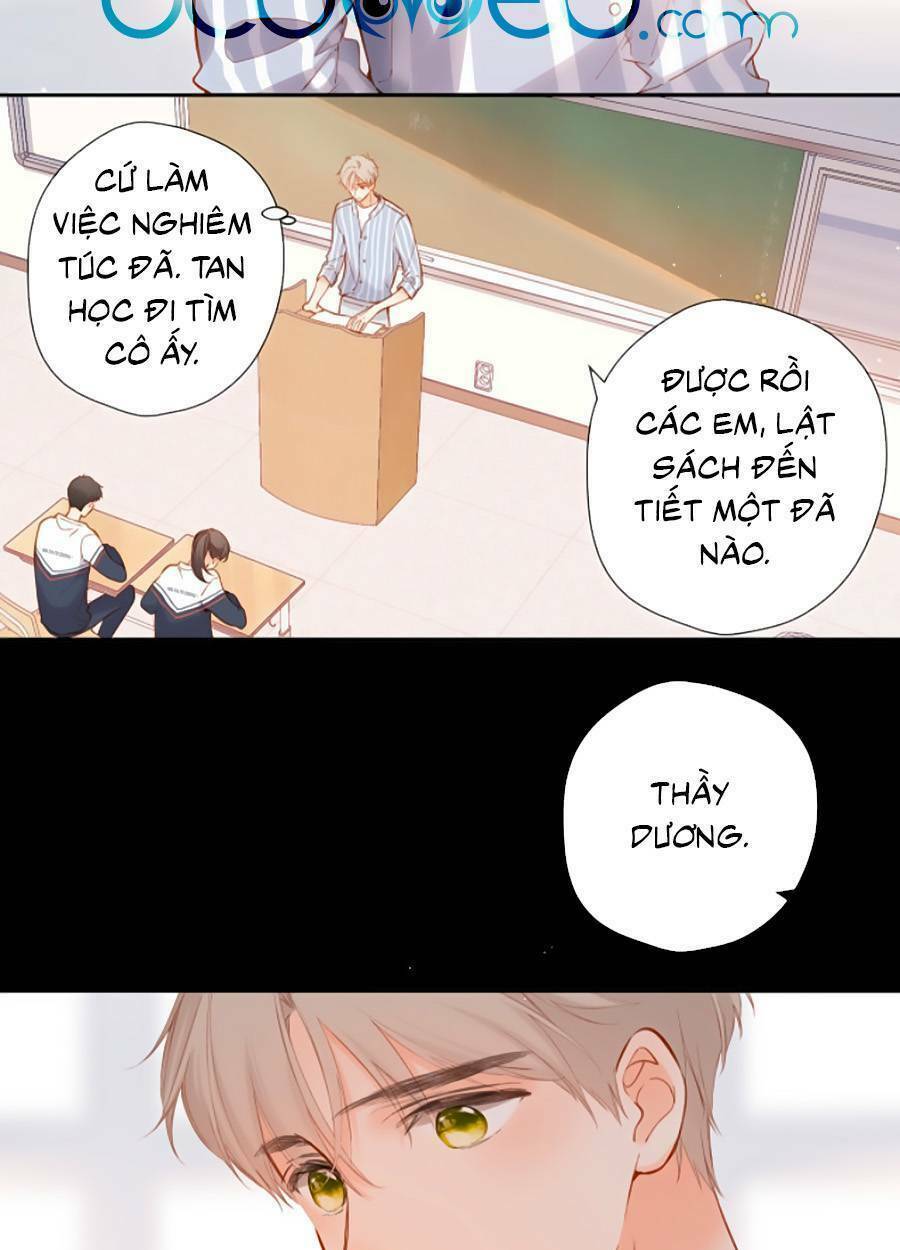 CỨ LÀM
VIỆC NGHIÊM
TÚC ĐÃ. TAN
HỌC ĐI TÌM
CÔ ẤY.
ĐƯỢC RỒI
CÁC EM, LẬT
SÁCH ĐẾN
TIẾT MỘT ĐÃ
NÀO.
THẦY
DƯƠNG.